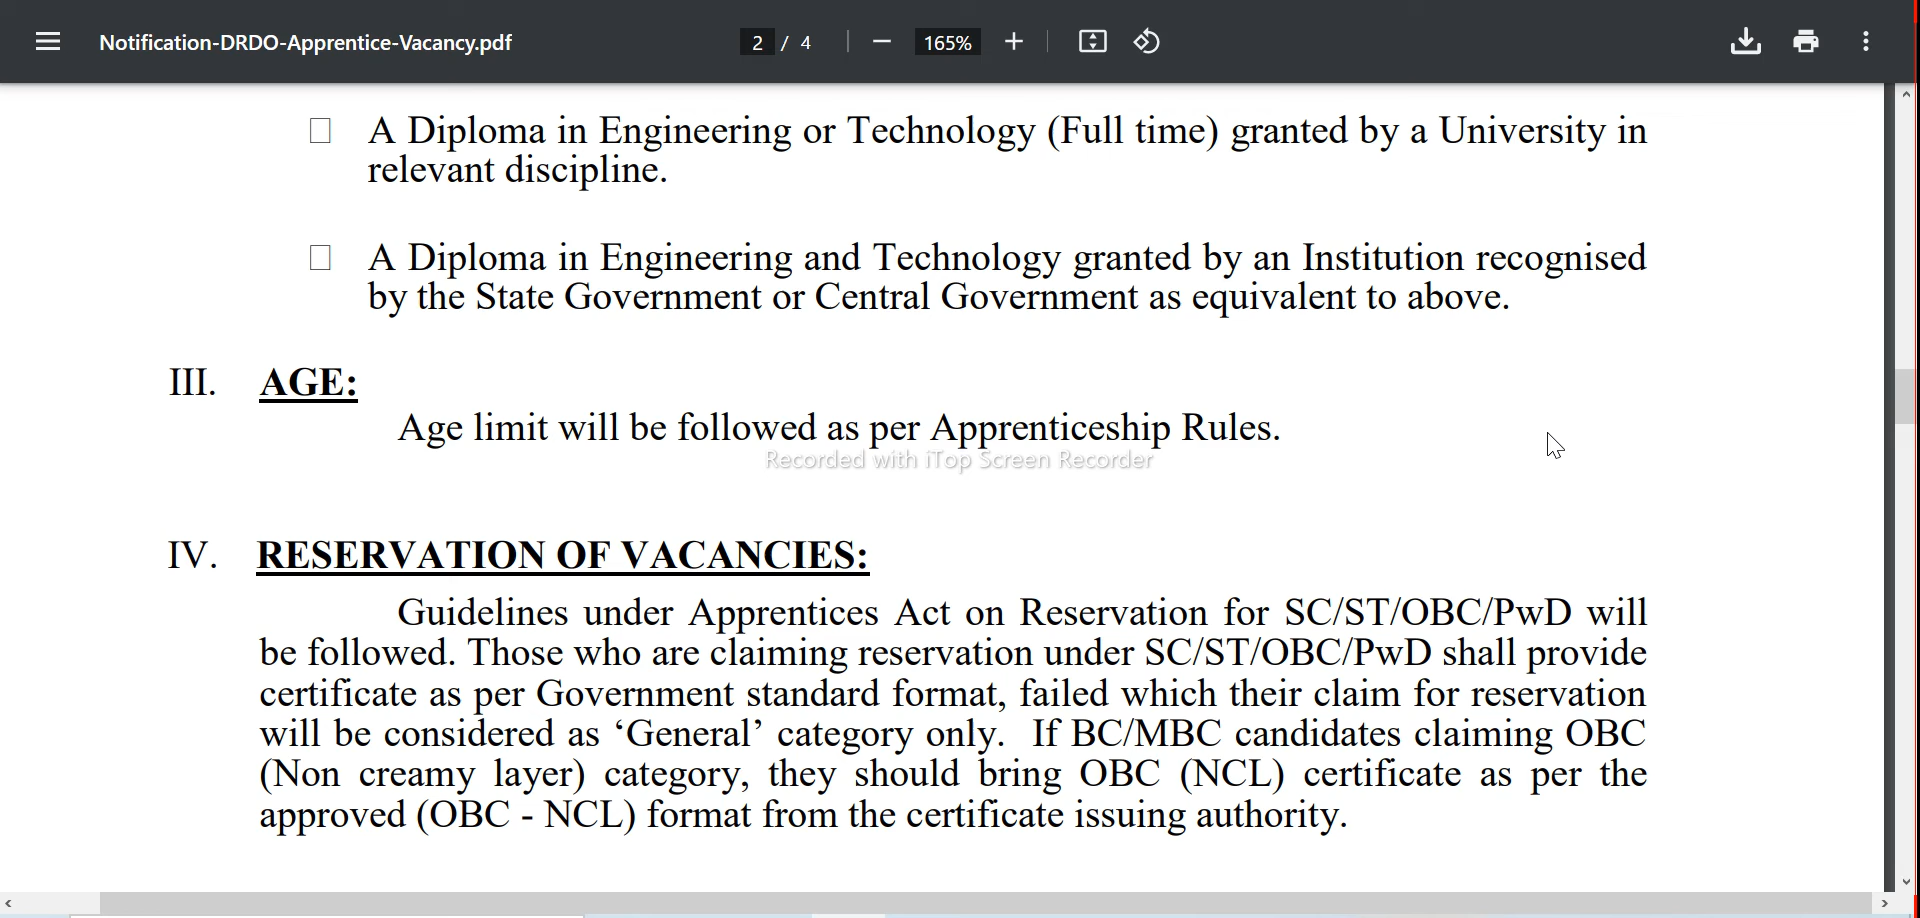 Notification-DRDO-Apprentice-Vacancy.pdf
2 / 4
165%
A Diploma in Engineering or Technology (Full time) granted by a University in
relevant discipline.
A Diploma in Engineering and Technology granted by an Institution recognised
by the State Government or Central Government as equivalent to above.
III. AGE:
Age limit will be followed as per Apprenticeship Rules.
Recorded with iTop Screen Recorder
IV. RESERVATION OF VACANCIES:
Guidelines under Apprentices Act on Reservation for SC/ST/OBC/PwD will
be followed. Those who are claiming reservation under SC/ST/OBC/PwD shall provide
certificate as per Government standard format, failed which their claim for reservation
will be considered as ‘General’ category only. If BC/MBC candidates claiming OBC
(Non creamy layer) category, they should bring OBC (NCL) certificate as per the
approved (OBC - NCL) format from the certificate issuing authority.